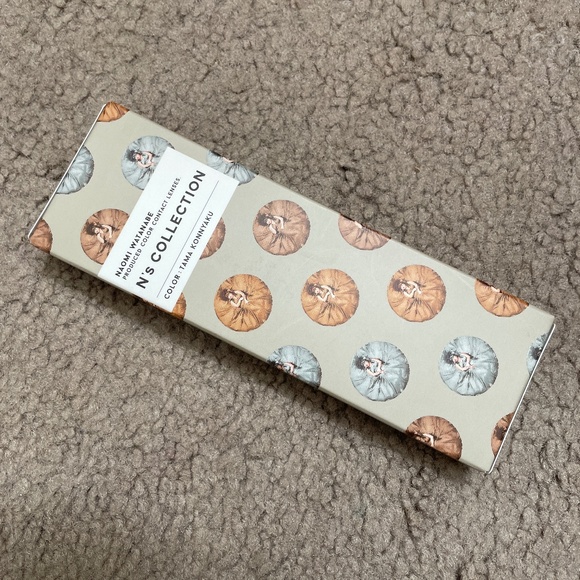 NAOMI WATANABE
PRODUCED COLOR CONTACT LENSES.
N's COLLECTION
COLOR : TAMA KONNYAKU